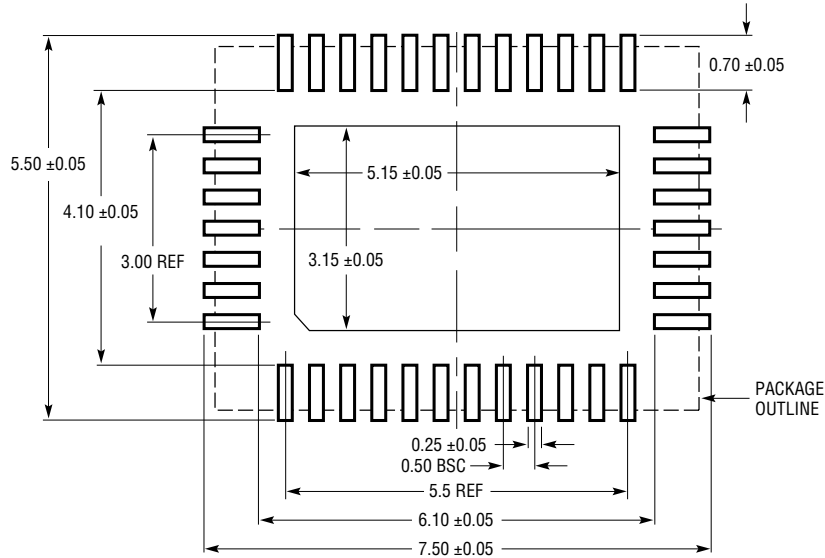 0.70 ±0.05
5.50 ±0.05
5.15 ±0.05
4.10 ±0.05
3.00 REF
3.15 ±0.05
PACKAGE
OUTLINE
0.25 ±0.05
0.50 BSC
5.5 REF
6.10 ±0.05
7.50 ±0.05